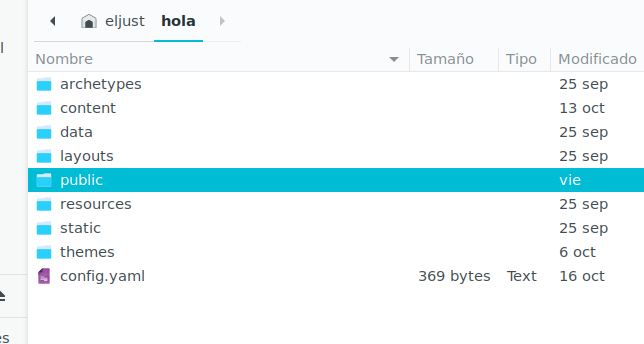 eljust hola
l
Nombre Tamaño Tipo Modificado
archetypes 25 sep
content 13 oct
data 25 sep
layouts 25 sep
public vie
resources 25 sep
static 25 sep
themes 6 oct
config.yaml 369 bytes Text 16 oct
es